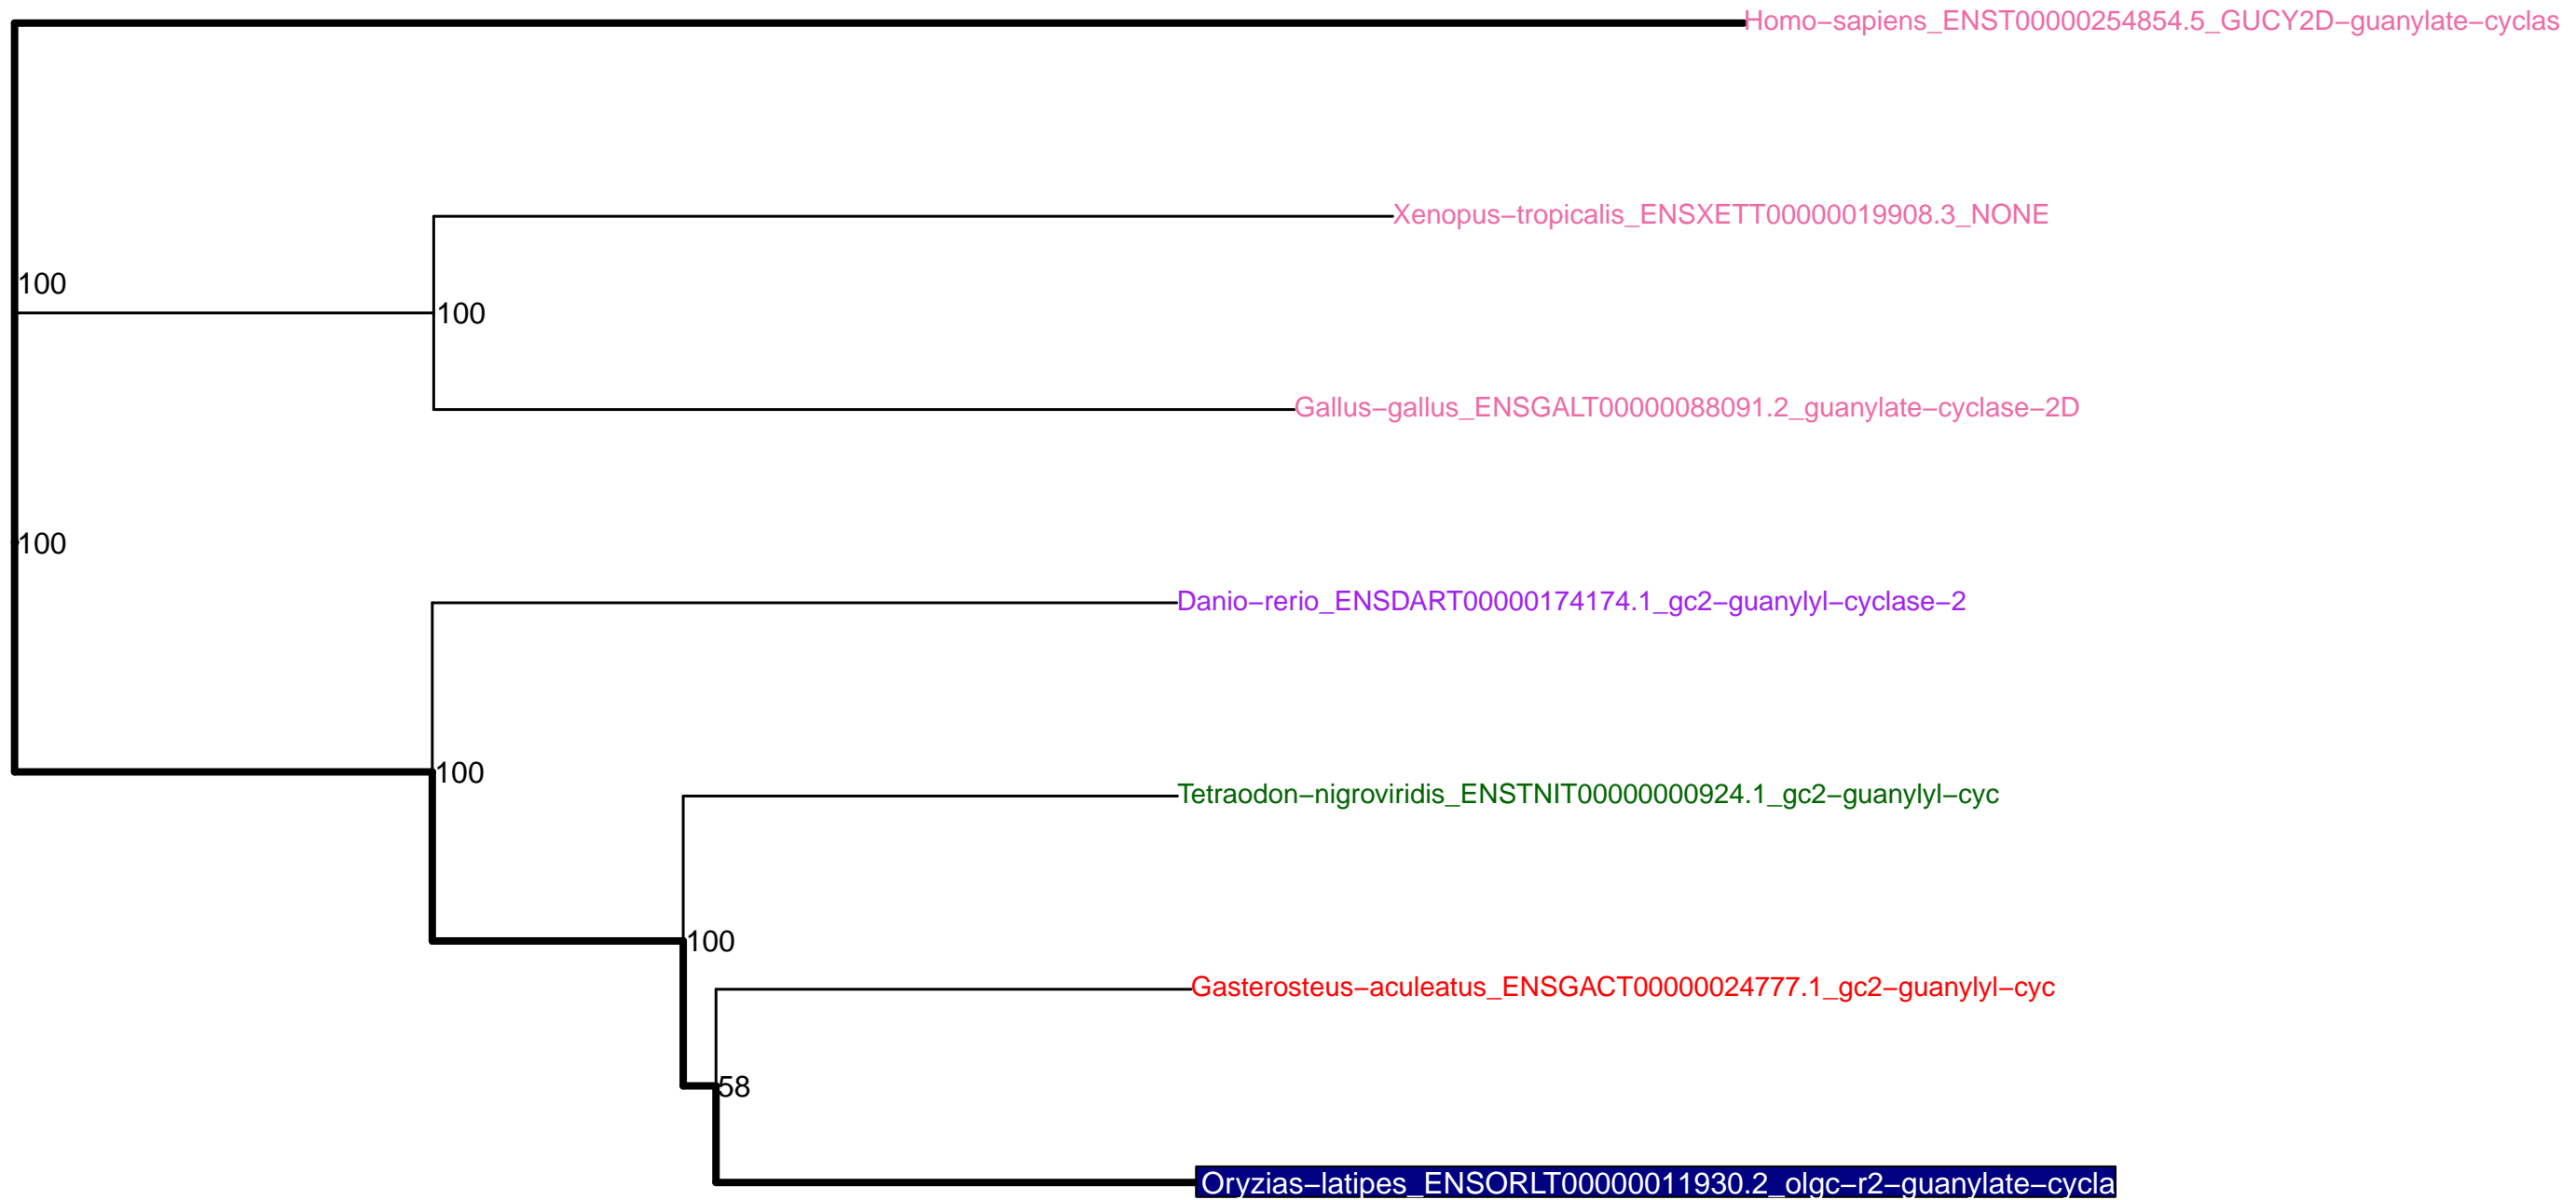 Homo−sapiens_ENST00000254854.5_GUCY2D−guanylate−cyclas
Xenopus−tropicalis_ENSXETT00000019908.3_NONE
100
100
Gallus−gallus_ENSGALT00000088091.2_guanylate−cyclase−2D
100
Danio−rerio_ENSDART00000174174.1_gc2−guanylyl−cyclase−2
100
Tetraodon−nigroviridis_ENSTNIT00000000924.1_gc2−guanylyl−cyc
100
Gasterosteus−aculeatus_ENSGACT00000024777.1_gc2−guanylyl−cyc
58
Oryzias−latipes_ENSORLT00000011930.2_olgc−r2−guanylate−cycla